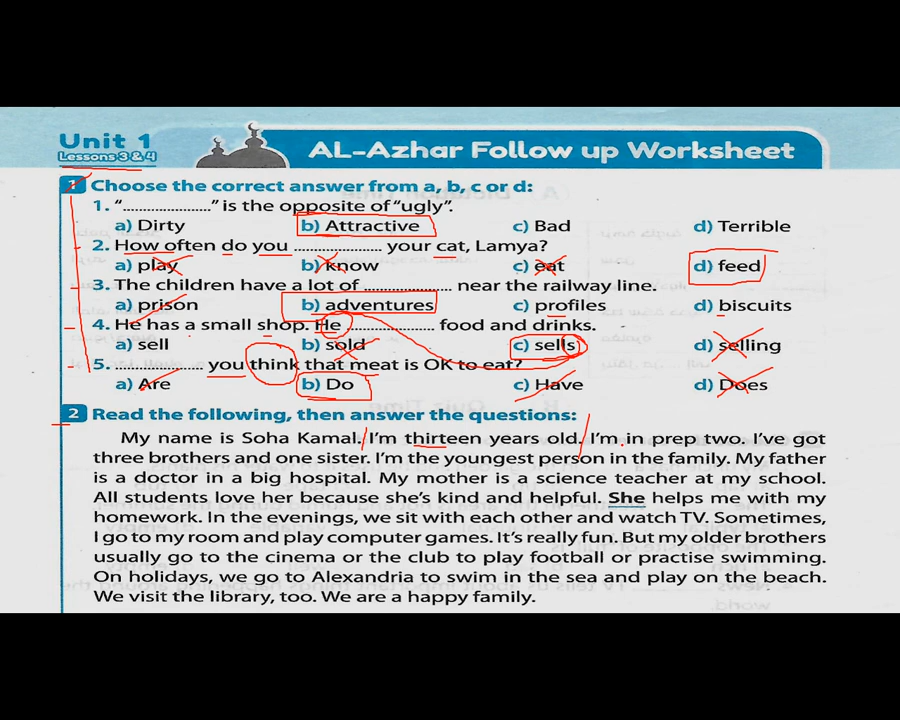 Unit 1
Lessons 3 & 4
AL-Azhar Follow up Worksheet
1 Choose the correct answer from a, b, c or d:
1. "......................" is the opposite of "ugly".
a) Dirty b) Attractive c) Bad d) Terrible
2. How often do you ...................... your cat, Lamya?
a) play b) know c) eat d) feed
3. The children have a lot of ...................... near the railway line.
a) prison b) adventures c) profiles d) biscuits
4. He has a small shop. He ...................... food and drinks.
a) sell b) sold c) sells d) selling
5. ...................... you think that meat is OK to eat?
a) Are b) Do c) Have d) Does
2 Read the following, then answer the questions:
My name is Soha Kamal. I'm thirteen years old. I'm in prep two. I've got
three brothers and one sister. I'm the youngest person in the family. My father
is a doctor in a big hospital. My mother is a science teacher at my school.
All students love her because she's kind and helpful. She helps me with my
homework. In the evenings, we sit with each other and watch TV. Sometimes,
I go to my room and play computer games. It's really fun. But my older brothers
usually go to the cinema or the club to play football or practise swimming.
On holidays, we go to Alexandria to swim in the sea and play on the beach.
We visit the library, too. We are a happy family.